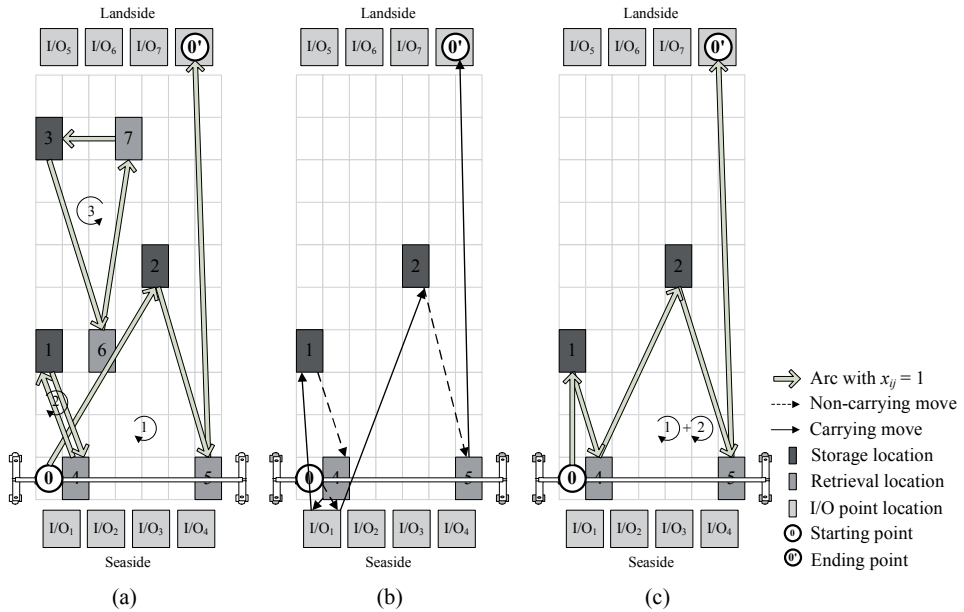 Landside Landside Landside
I/O5 I/O6 I/O7 0' I/O5 I/O6 I/O7 0' I/O5 I/O6 I/O7 0'
3 7
3
2 2 2
1 6 1 1
2 1 1 + 2
0 4 5 0 4 5 0 4 5
I/O1 I/O2 I/O3 I/O4 I/O1 I/O2 I/O3 I/O4 I/O1 I/O2 I/O3 I/O4
Seaside Seaside Seaside
(a) (b) (c)
Arc with xij = 1
Non-carrying move
Carrying move
Storage location
Retrieval location
I/O point location
0 Starting point
0' Ending point